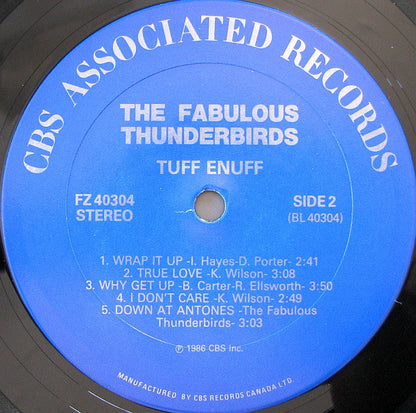 CBS ASSOCIATED RECORDS
THE FABULOUS
THUNDERBIRDS
TUFF ENUFF
FZ 40304
STEREO
SIDE 2
(BL 40304)
1. WRAP IT UP -I. Hayes-D. Porter- 2:41
2. TRUE LOVE -K. Wilson- 3:08
3. WHY GET UP -B. Carter-R. Ellsworth- 3:50
4. I DON'T CARE -K. Wilson- 2:49
5. DOWN AT ANTONES -The Fabulous
Thunderbirds- 3:03
℗ 1986 CBS Inc.
MANUFACTURED BY CBS RECORDS CANADA LTD.